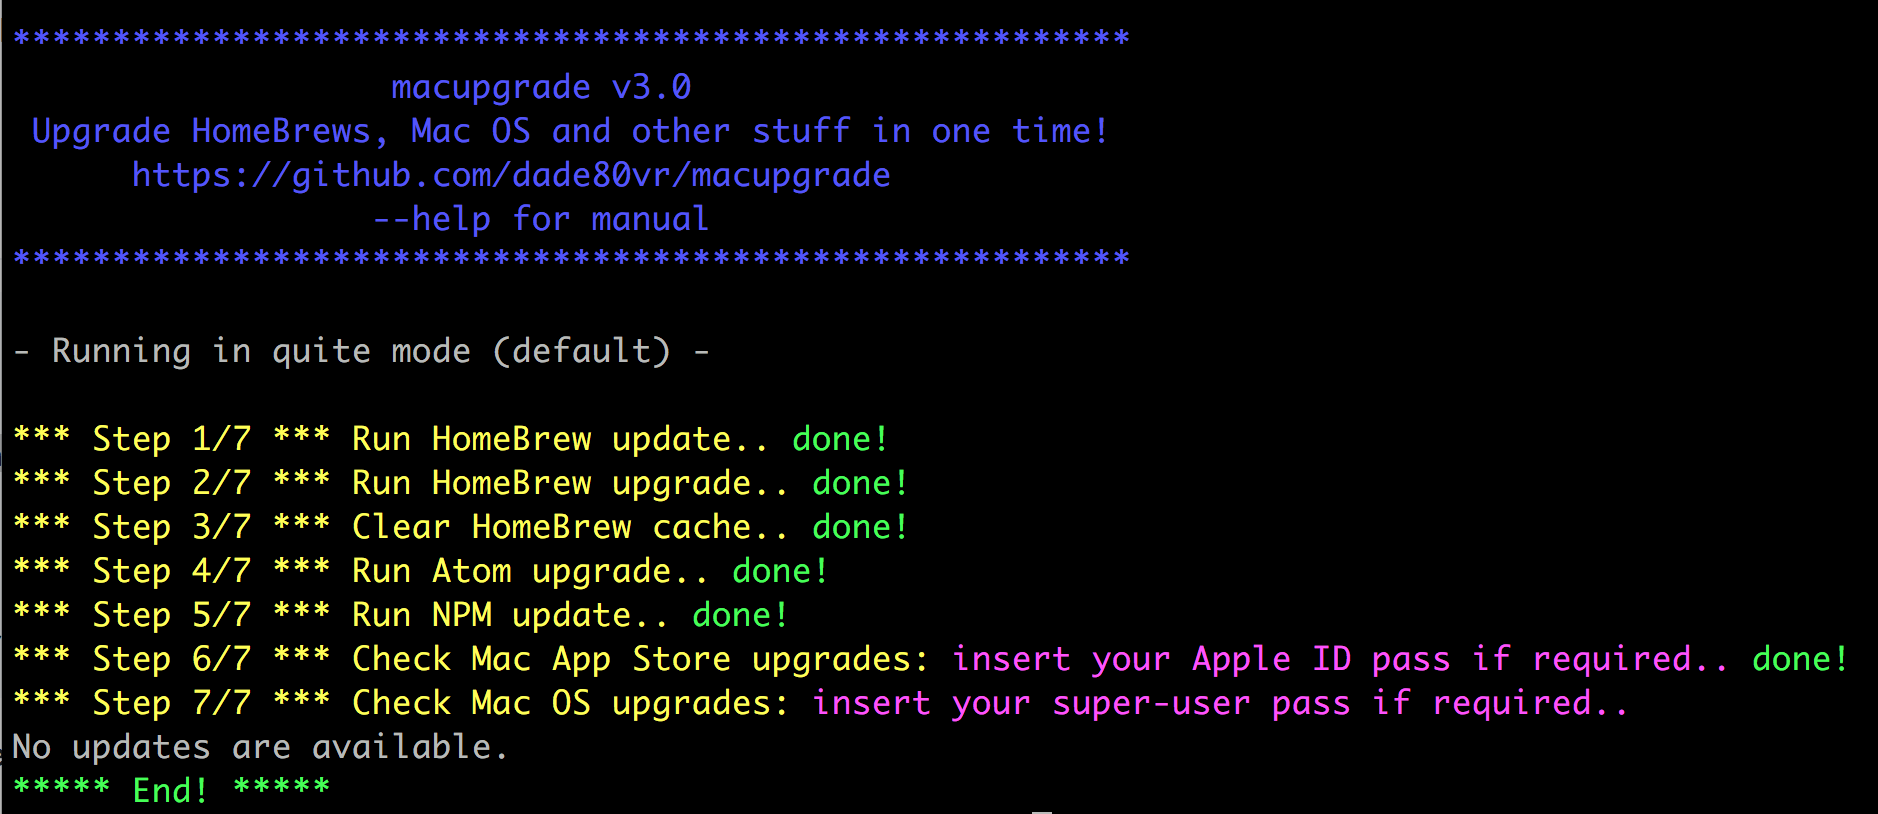 ********************************************************
macupgrade v3.0
Upgrade HomeBrews, Mac OS and other stuff in one time!
https://github.com/dade80vr/macupgrade
--help for manual
********************************************************
- Running in quite mode (default) -
*** Step 1/7 *** Run HomeBrew update.. done!
*** Step 2/7 *** Run HomeBrew upgrade.. done!
*** Step 3/7 *** Clear HomeBrew cache.. done!
*** Step 4/7 *** Run Atom upgrade.. done!
*** Step 5/7 *** Run NPM update.. done!
*** Step 6/7 *** Check Mac App Store upgrades: insert your Apple ID pass if required.. done!
*** Step 7/7 *** Check Mac OS upgrades: insert your super-user pass if required..
No updates are available.
***** End! *****